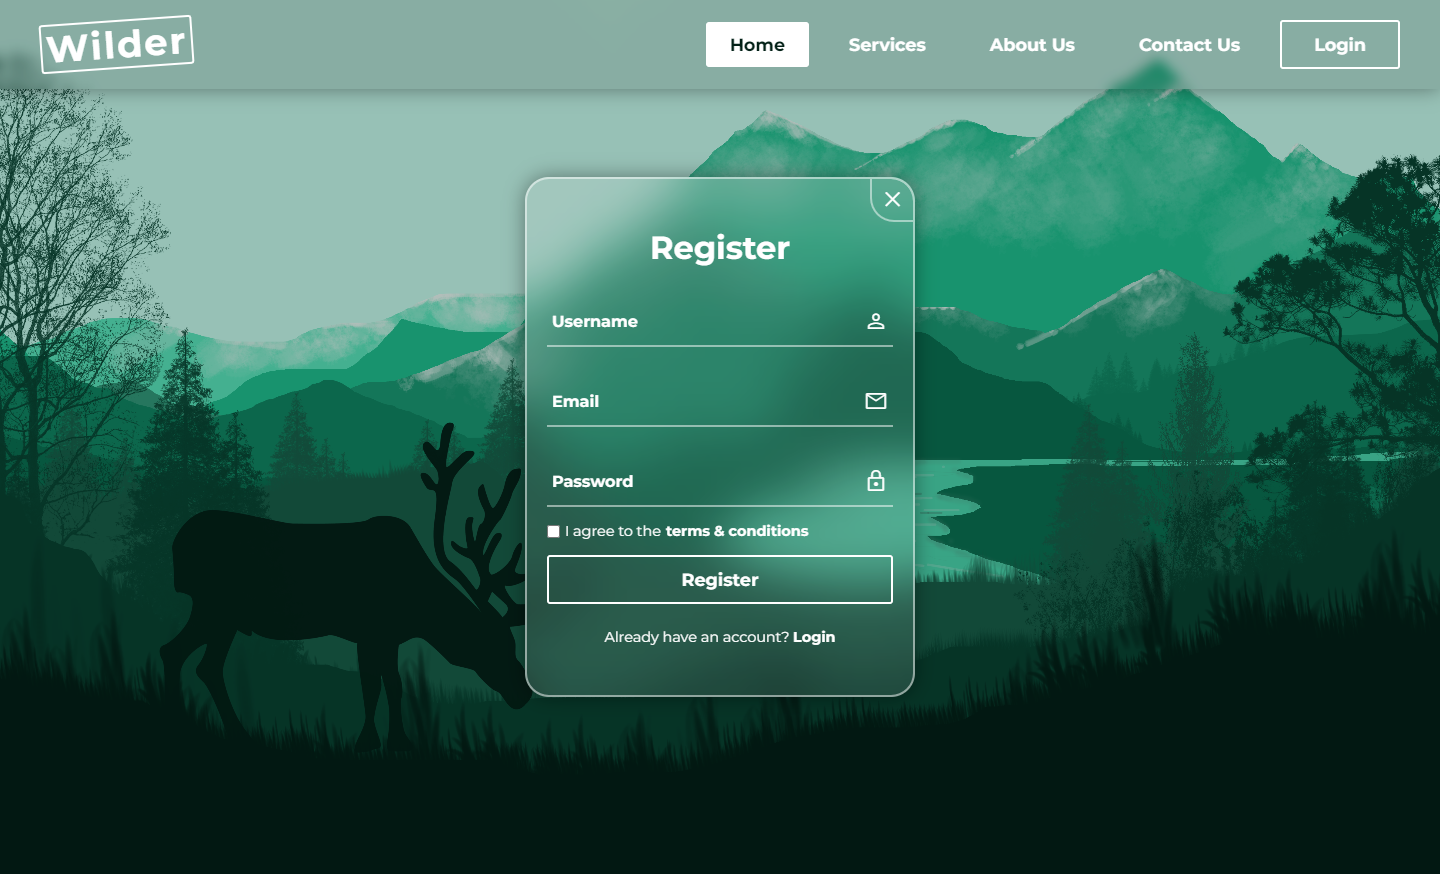 Wilder
Home Services About Us Contact Us Login
Register
Username
Email
Password
I agree to the terms & conditions
Register
Already have an account? Login